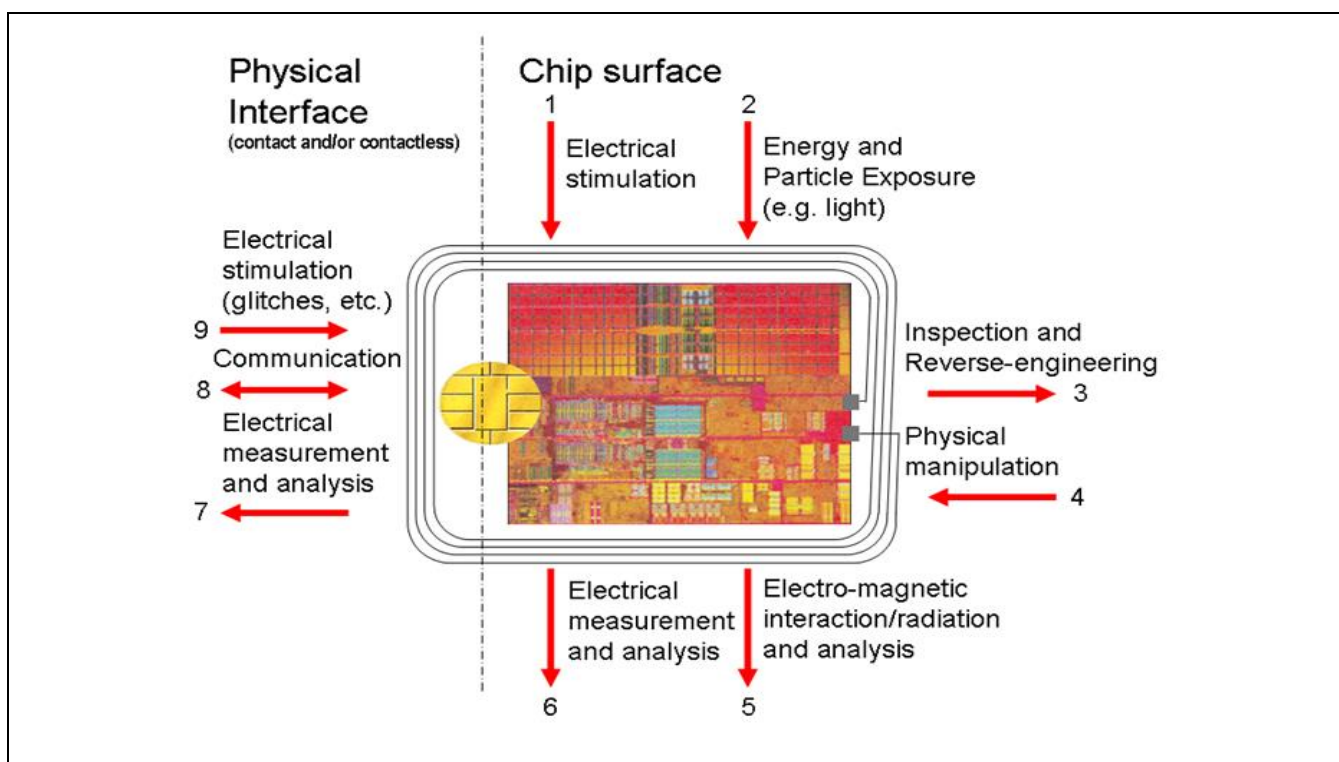 Physical
Interface
(contact and/or contactless)
Chip surface
1
2
Electrical
stimulation
Energy and
Particle Exposure
(e.g. light)
Electrical
stimulation
(glitches, etc.)
9
Communication
8
Electrical
measurement
and analysis
7
Inspection and
Reverse-engineering
3
Physical
manipulation
4
Electrical
measurement
and analysis
6
Electro-magnetic
interaction/radiation
and analysis
5